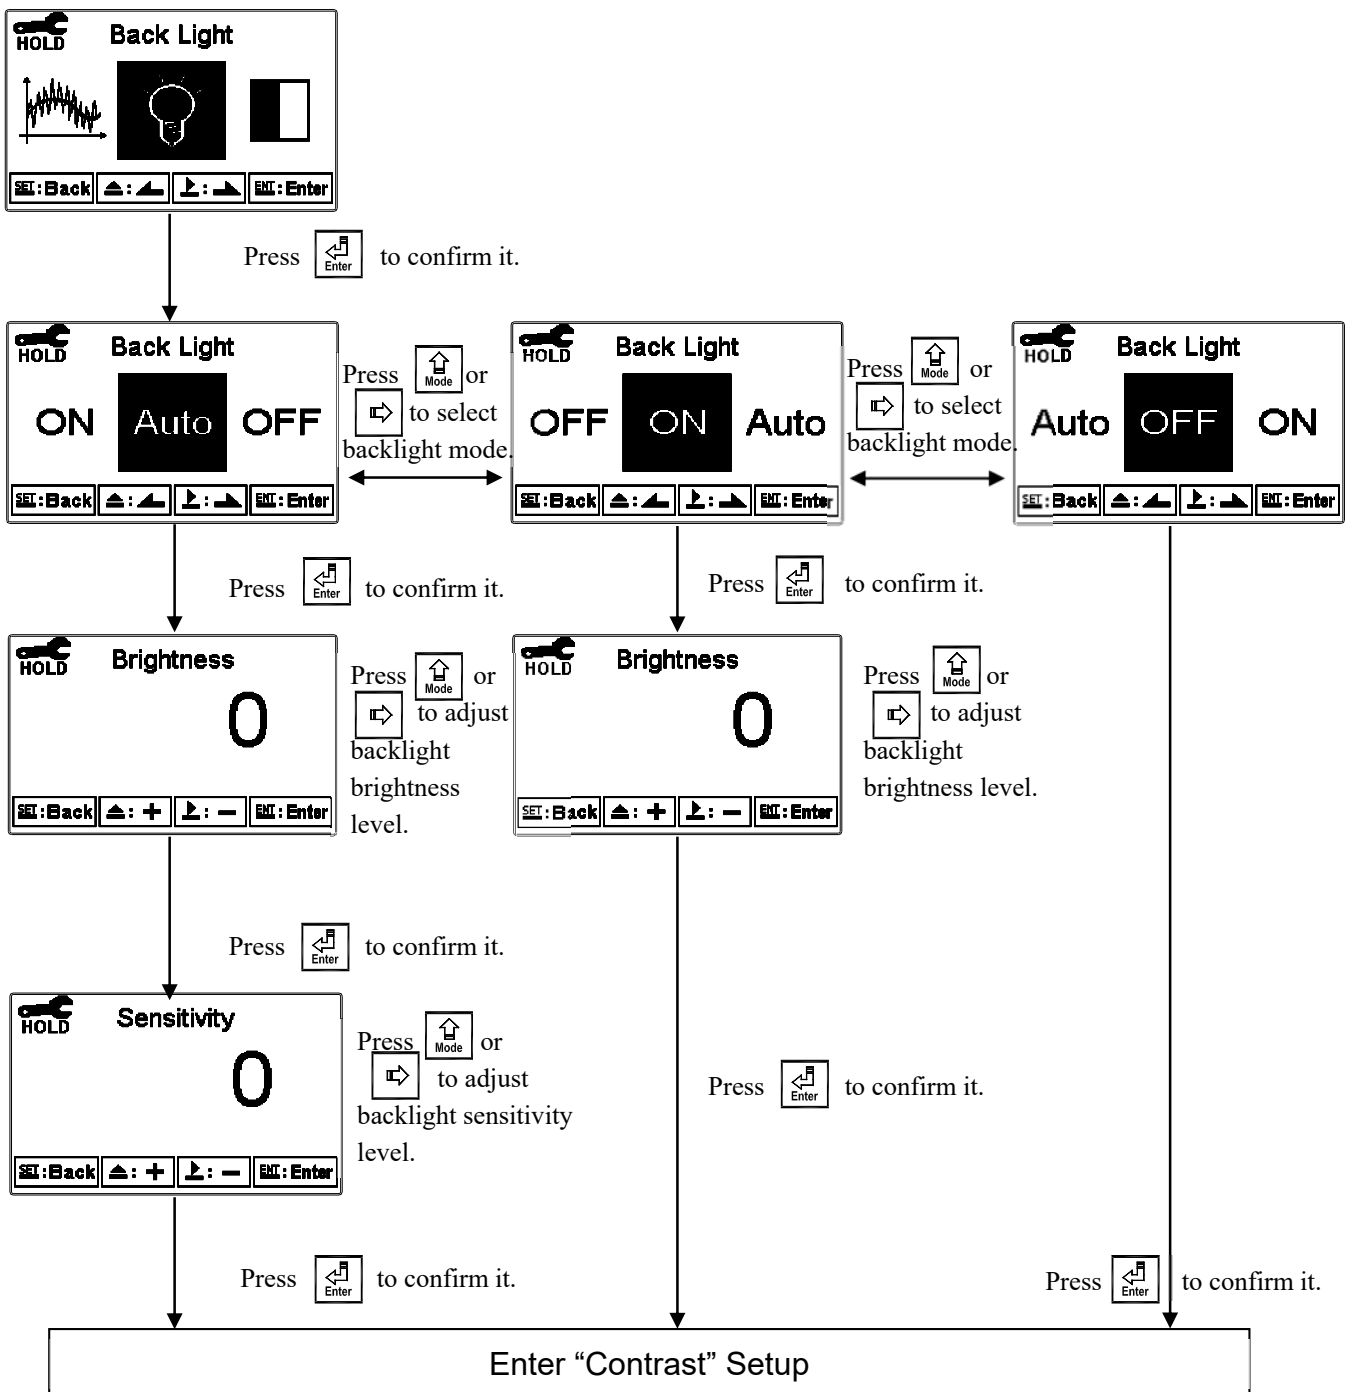 HOLD Back Light
SET:Back : : ENT:Enter
Press Enter to confirm it.
HOLD Back Light
ON Auto OFF
SET:Back : : ENT:Enter
Press Mode or
to select
backlight mode.
HOLD Back Light
OFF ON Auto
SET:Back : : ENT:Enter
Press Mode or
to select
backlight mode.
HOLD Back Light
Auto OFF ON
SET:Back : : ENT:Enter
Press Enter to confirm it.
Press Enter to confirm it.
HOLD Brightness
0
SET:Back : + : - ENT:Enter
Press Mode or
to adjust
backlight
brightness
level.
HOLD Brightness
0
SET:Back : + : - ENT:Enter
Press Mode or
to adjust
backlight
brightness level.
Press Enter to confirm it.
HOLD Sensitivity
0
SET:Back : + : - ENT:Enter
Press Mode or
to adjust
backlight sensitivity
level.
Press Enter to confirm it.
Press Enter to confirm it.
Press Enter to confirm it.
Enter “Contrast” Setup